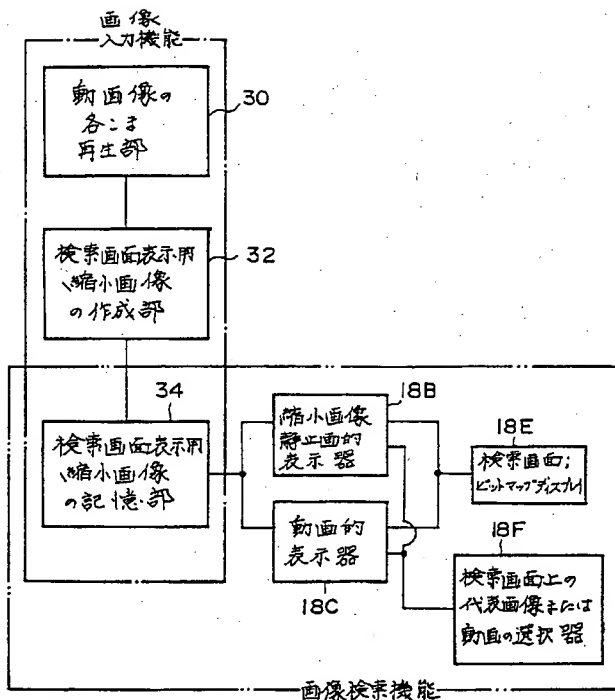 画像
入力機能
動画像の
各こま
再生部
30
検索画面表示用
縮小画像
の作成部
32
34
検索画面表示用
縮小画像
の記憶部
18B
縮小画像
静止画的
表示器
18E
検索画面;
ビットマップディスプレイ
動画的
表示器
18C
18F
検索画面上の
代表画像または
動画の選択器
画像検索機能